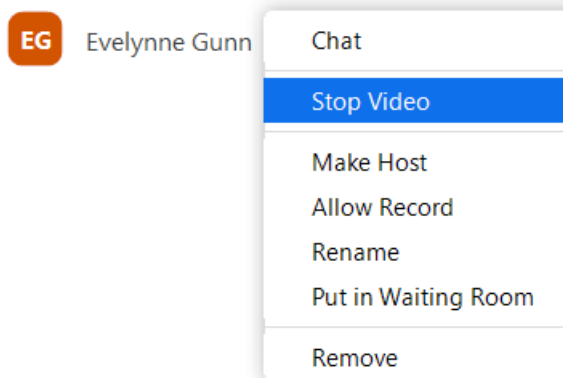 EG Evelynne Gunn
Chat
Stop Video
Make Host
Allow Record
Rename
Put in Waiting Room
Remove